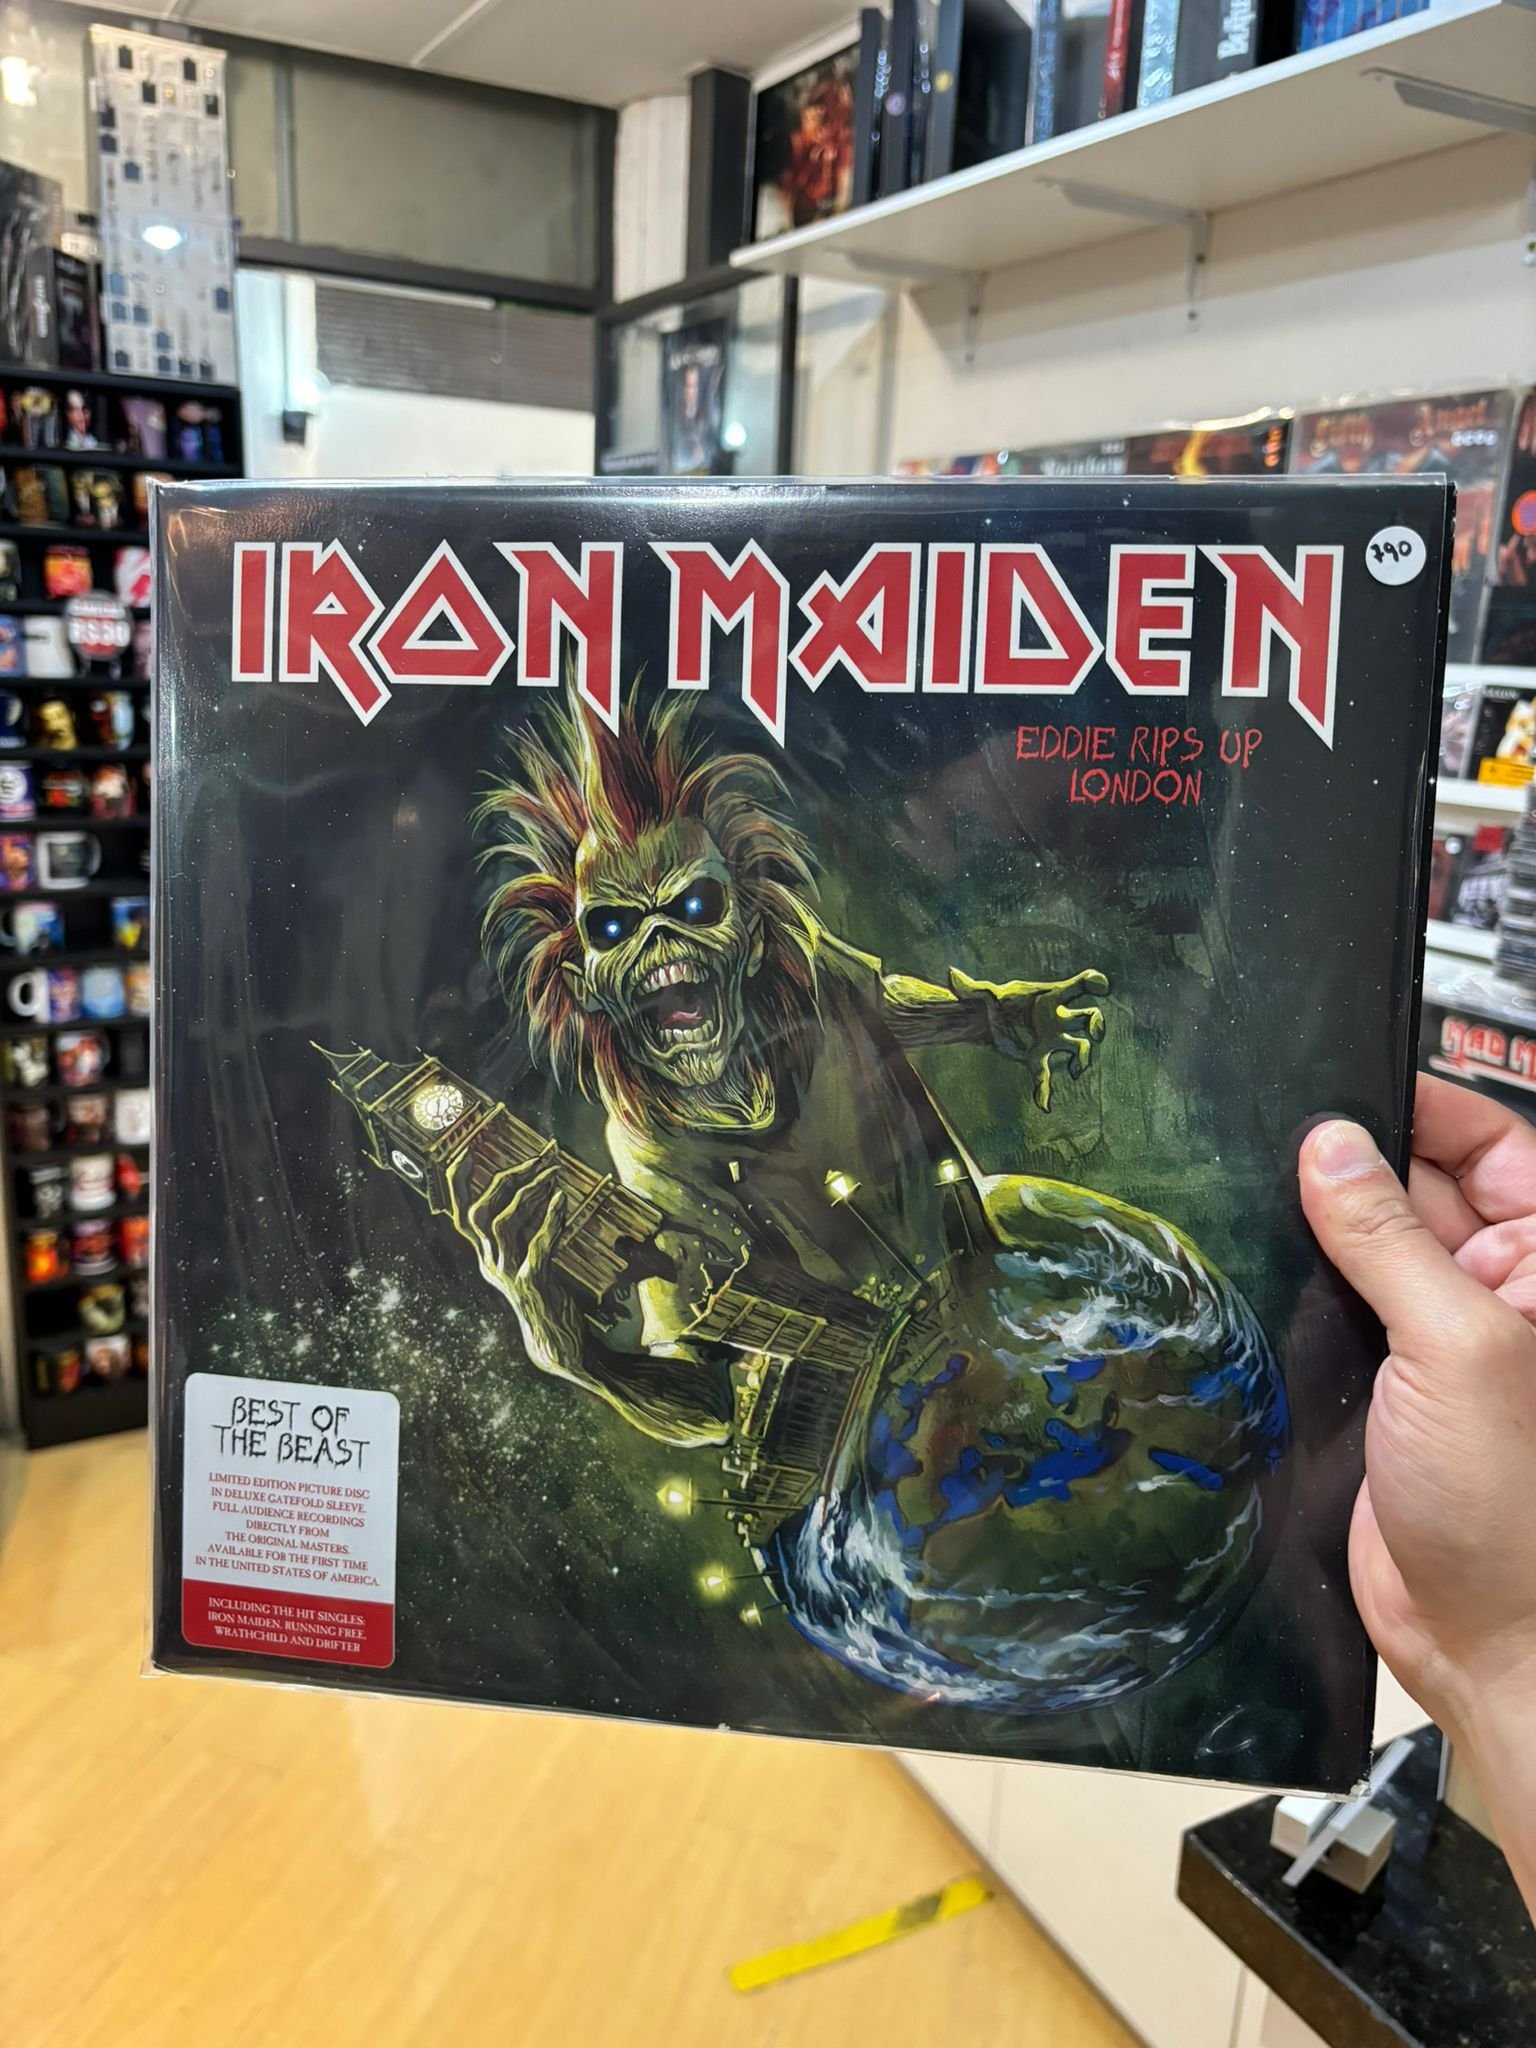 IRON MAIDEN
790
EDDIE RIPS UP
LONDON
BEST OF
THE BEAST
LIMITED EDITION PICTURE DISC
IN DELUXE GATEFOLD SLEEVE.
FULL AUDIENCE RECORDINGS
DIRECTLY FROM
THE ORIGINAL MASTERS.
AVAILABLE FOR THE FIRST TIME
IN THE UNITED STATES OF AMERICA.
INCLUDING THE HIT SINGLES:
IRON MAIDEN, RUNNING FREE,
WRATHCHILD AND DRIFTER
MAD M